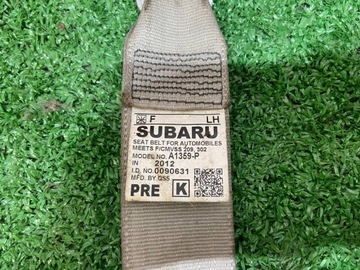 F LH
SUBARU
SEAT BELT FOR AUTOMOBILES
MEETS F/CMVSS 209, 302
MODEL NO. A1359-P
IN 2012
I.D. NO. 0090631
MFD. BY QSS
PRE K